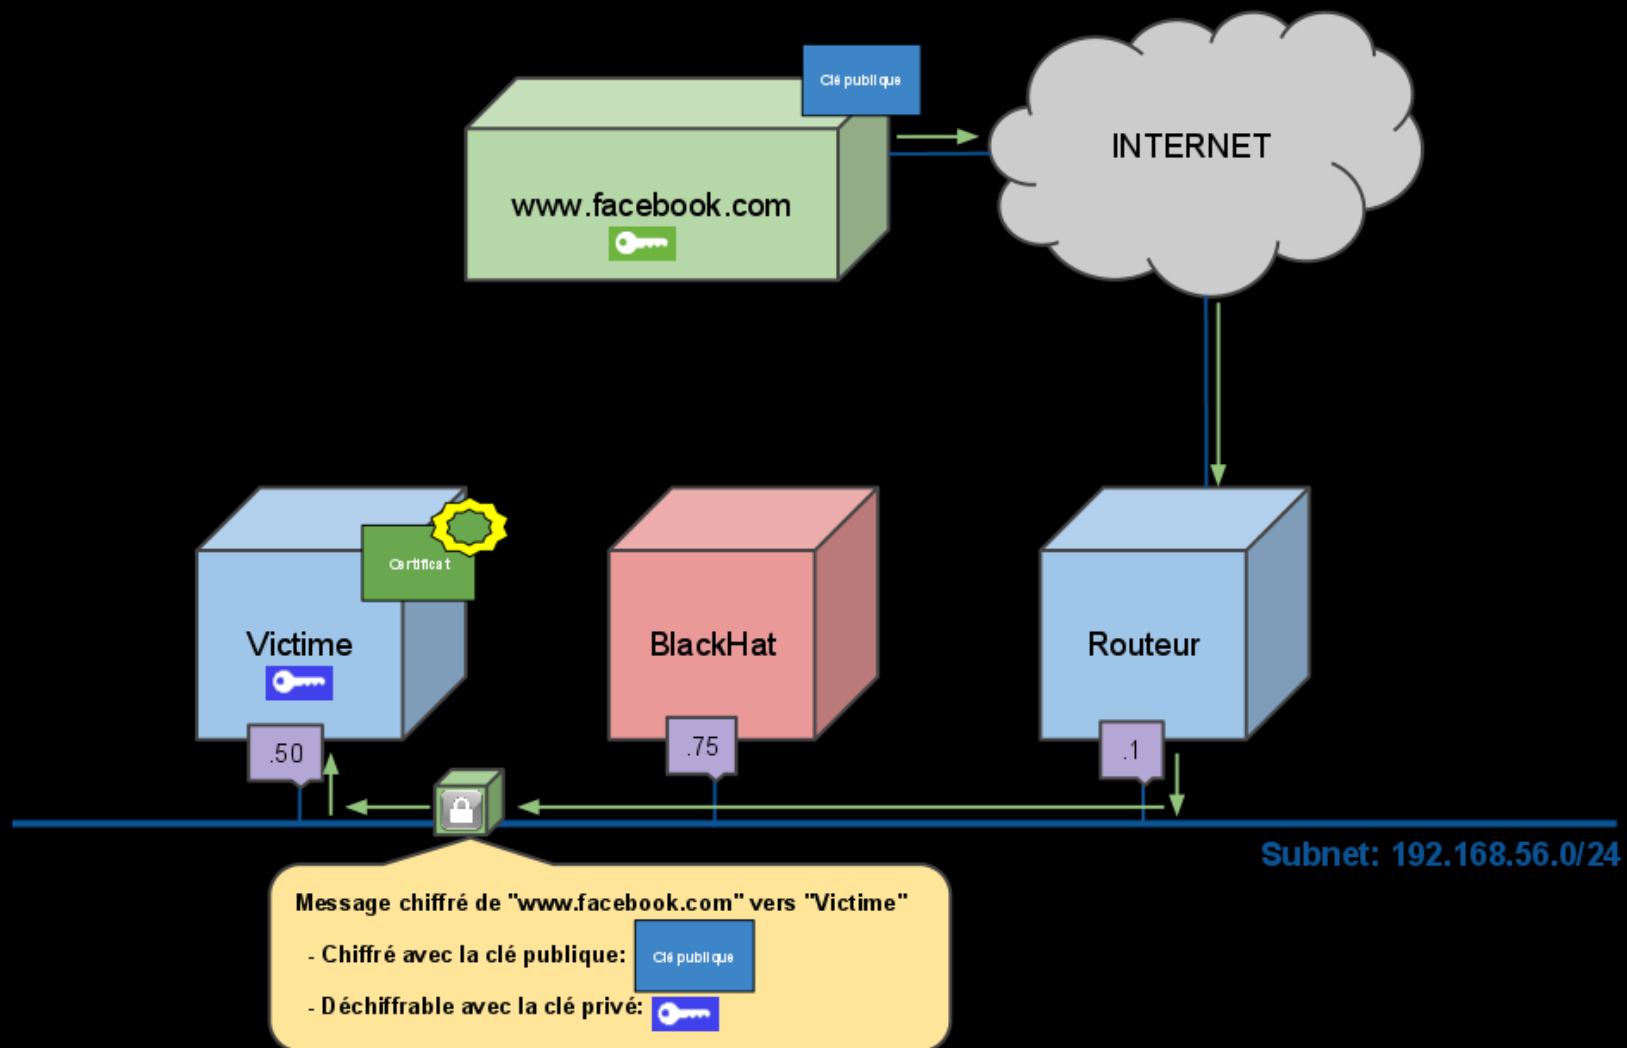 Clé publique
INTERNET
www.facebook.com
Certificat
Victime
BlackHat
Routeur
.50
.75
.1
Subnet: 192.168.56.0/24
Message chiffré de "www.facebook.com" vers "Victime"
- Chiffré avec la clé publique:
Clé publique
- Déchiffrable avec la clé privé: